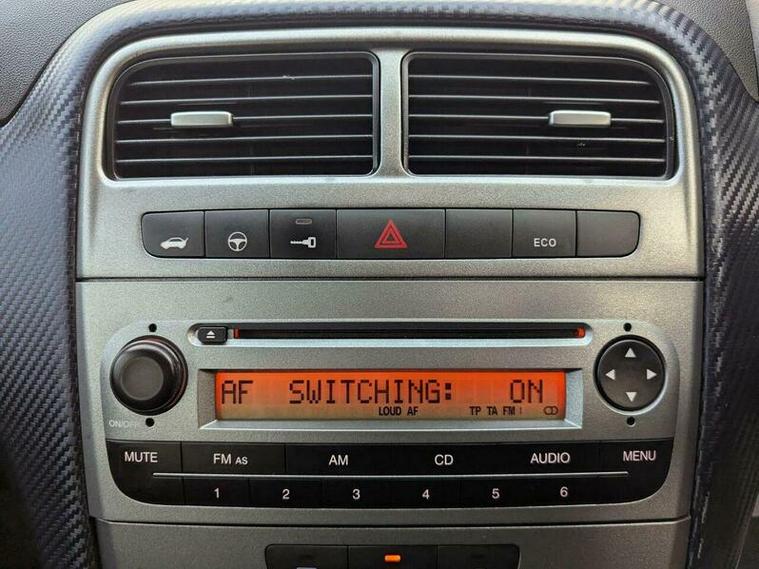 ECO
AF SWITCHING: ON
LOUD AF TP TA FM
ON/OFF
MUTE FM AS AM CD AUDIO MENU
1 2 3 4 5 6